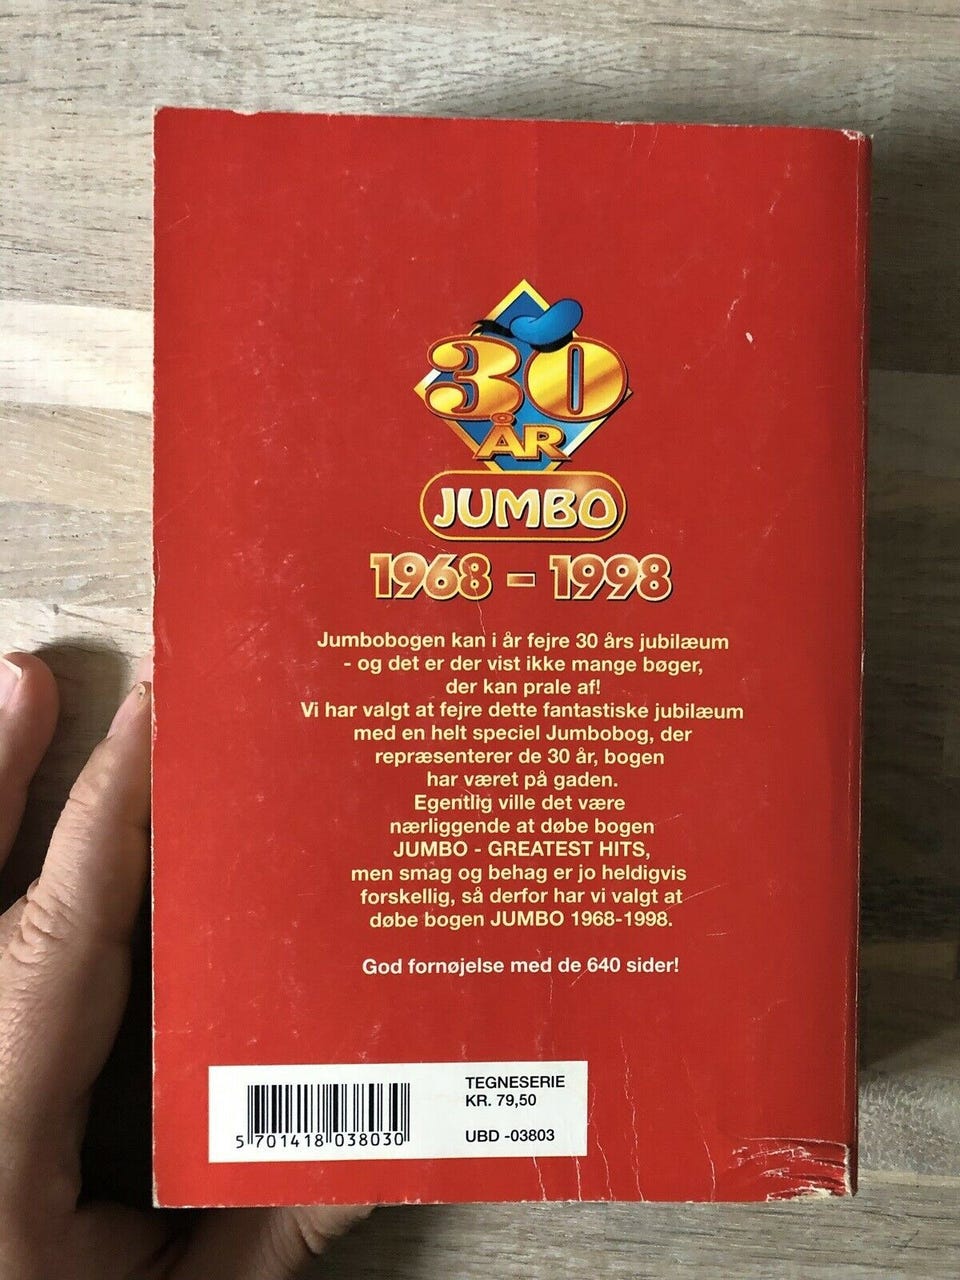 30
ÅR
JUMBO
1968 - 1998
Jumbobogen kan i år fejre 30 års jubilæum
- og det er der vist ikke mange bøger,
der kan prale af!
Vi har valgt at fejre dette fantastiske jubilæum
med en helt speciel Jumbobog, der
repræsenterer de 30 år, bogen
har været på gaden.
Egentlig ville det være
nærliggende at døbe bogen
JUMBO - GREATEST HITS,
men smag og behag er jo heldigvis
forskellig, så derfor har vi valgt at
døbe bogen JUMBO 1968-1998.
God fornøjelse med de 640 sider!
TEGNESERIE
KR. 79,50
UBD -03803
5 701418 038030